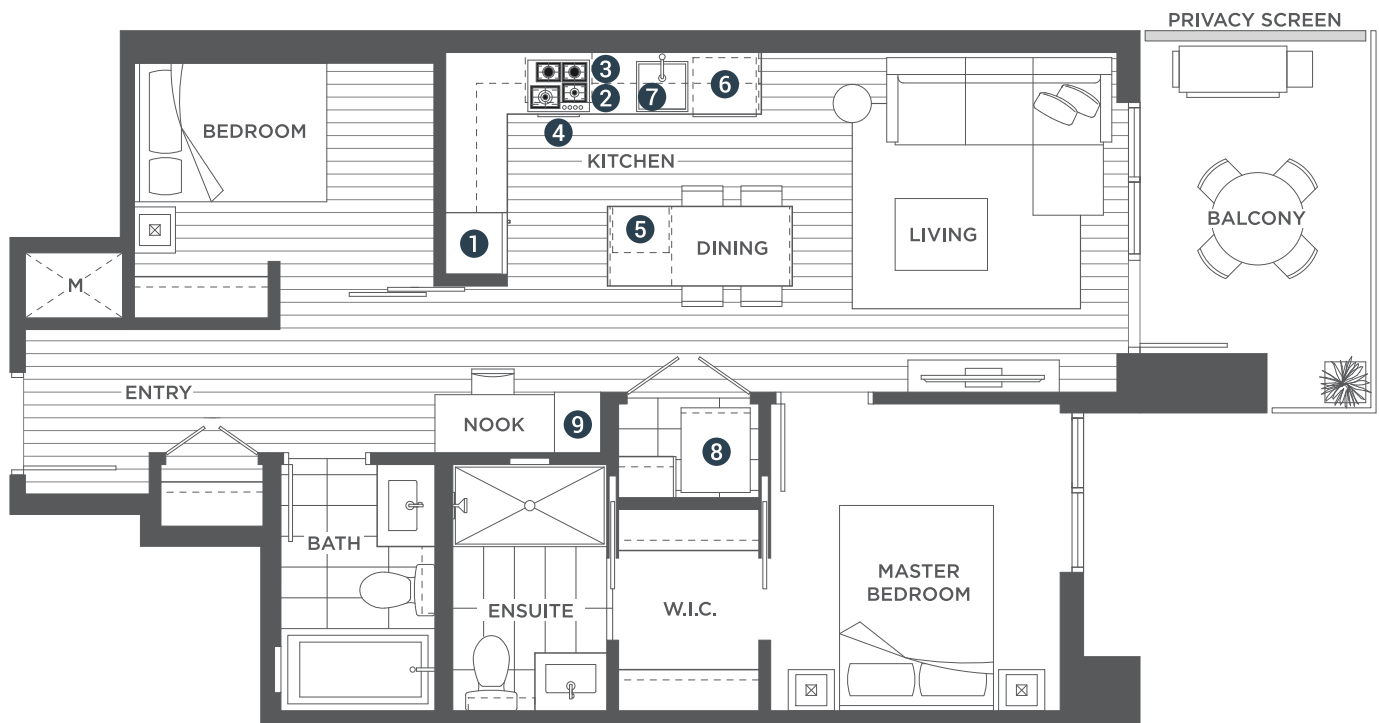 PRIVACY SCREEN
BEDROOM
3
2
7
6
4
KITCHEN
BALCONY
1
5
DINING
LIVING
M
ENTRY
NOOK
9
8
BATH
ENSUITE
W.I.C.
MASTER
BEDROOM